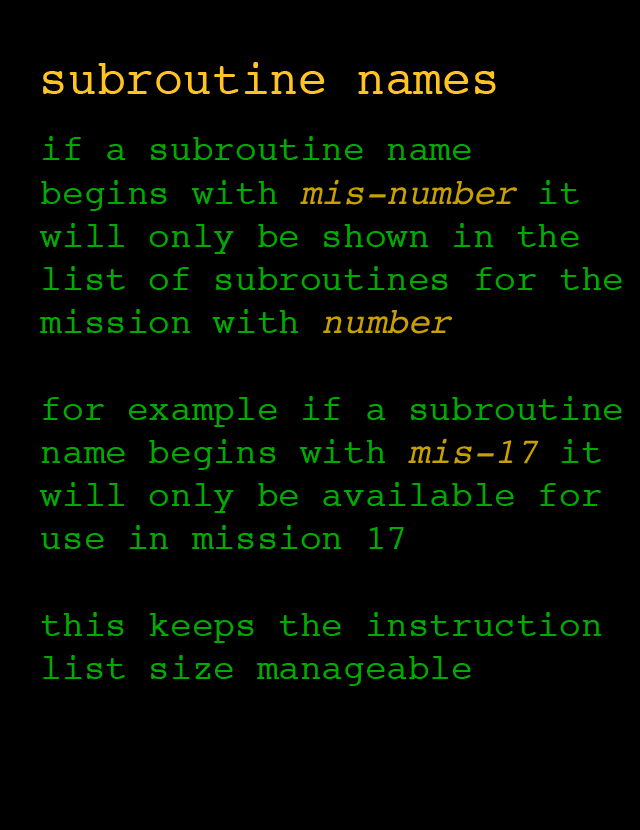 subroutine names
if a subroutine name
begins with mis-number it
will only be shown in the
list of subroutines for the
mission with number
for example if a subroutine
name begins with mis-17 it
will only be available for
use in mission 17
this keeps the instruction
list size manageable